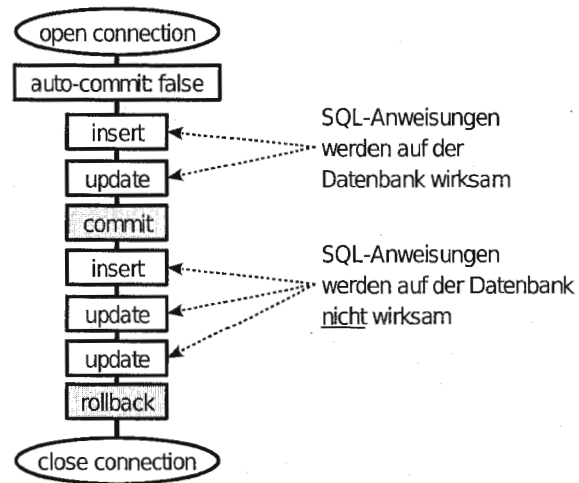 open connection
auto-commit: false
insert
update
commit
insert
update
update
rollback
close connection
SQL-Anweisungen
werden auf der
Datenbank wirksam
SQL-Anweisungen
werden auf der Datenbank
nicht wirksam